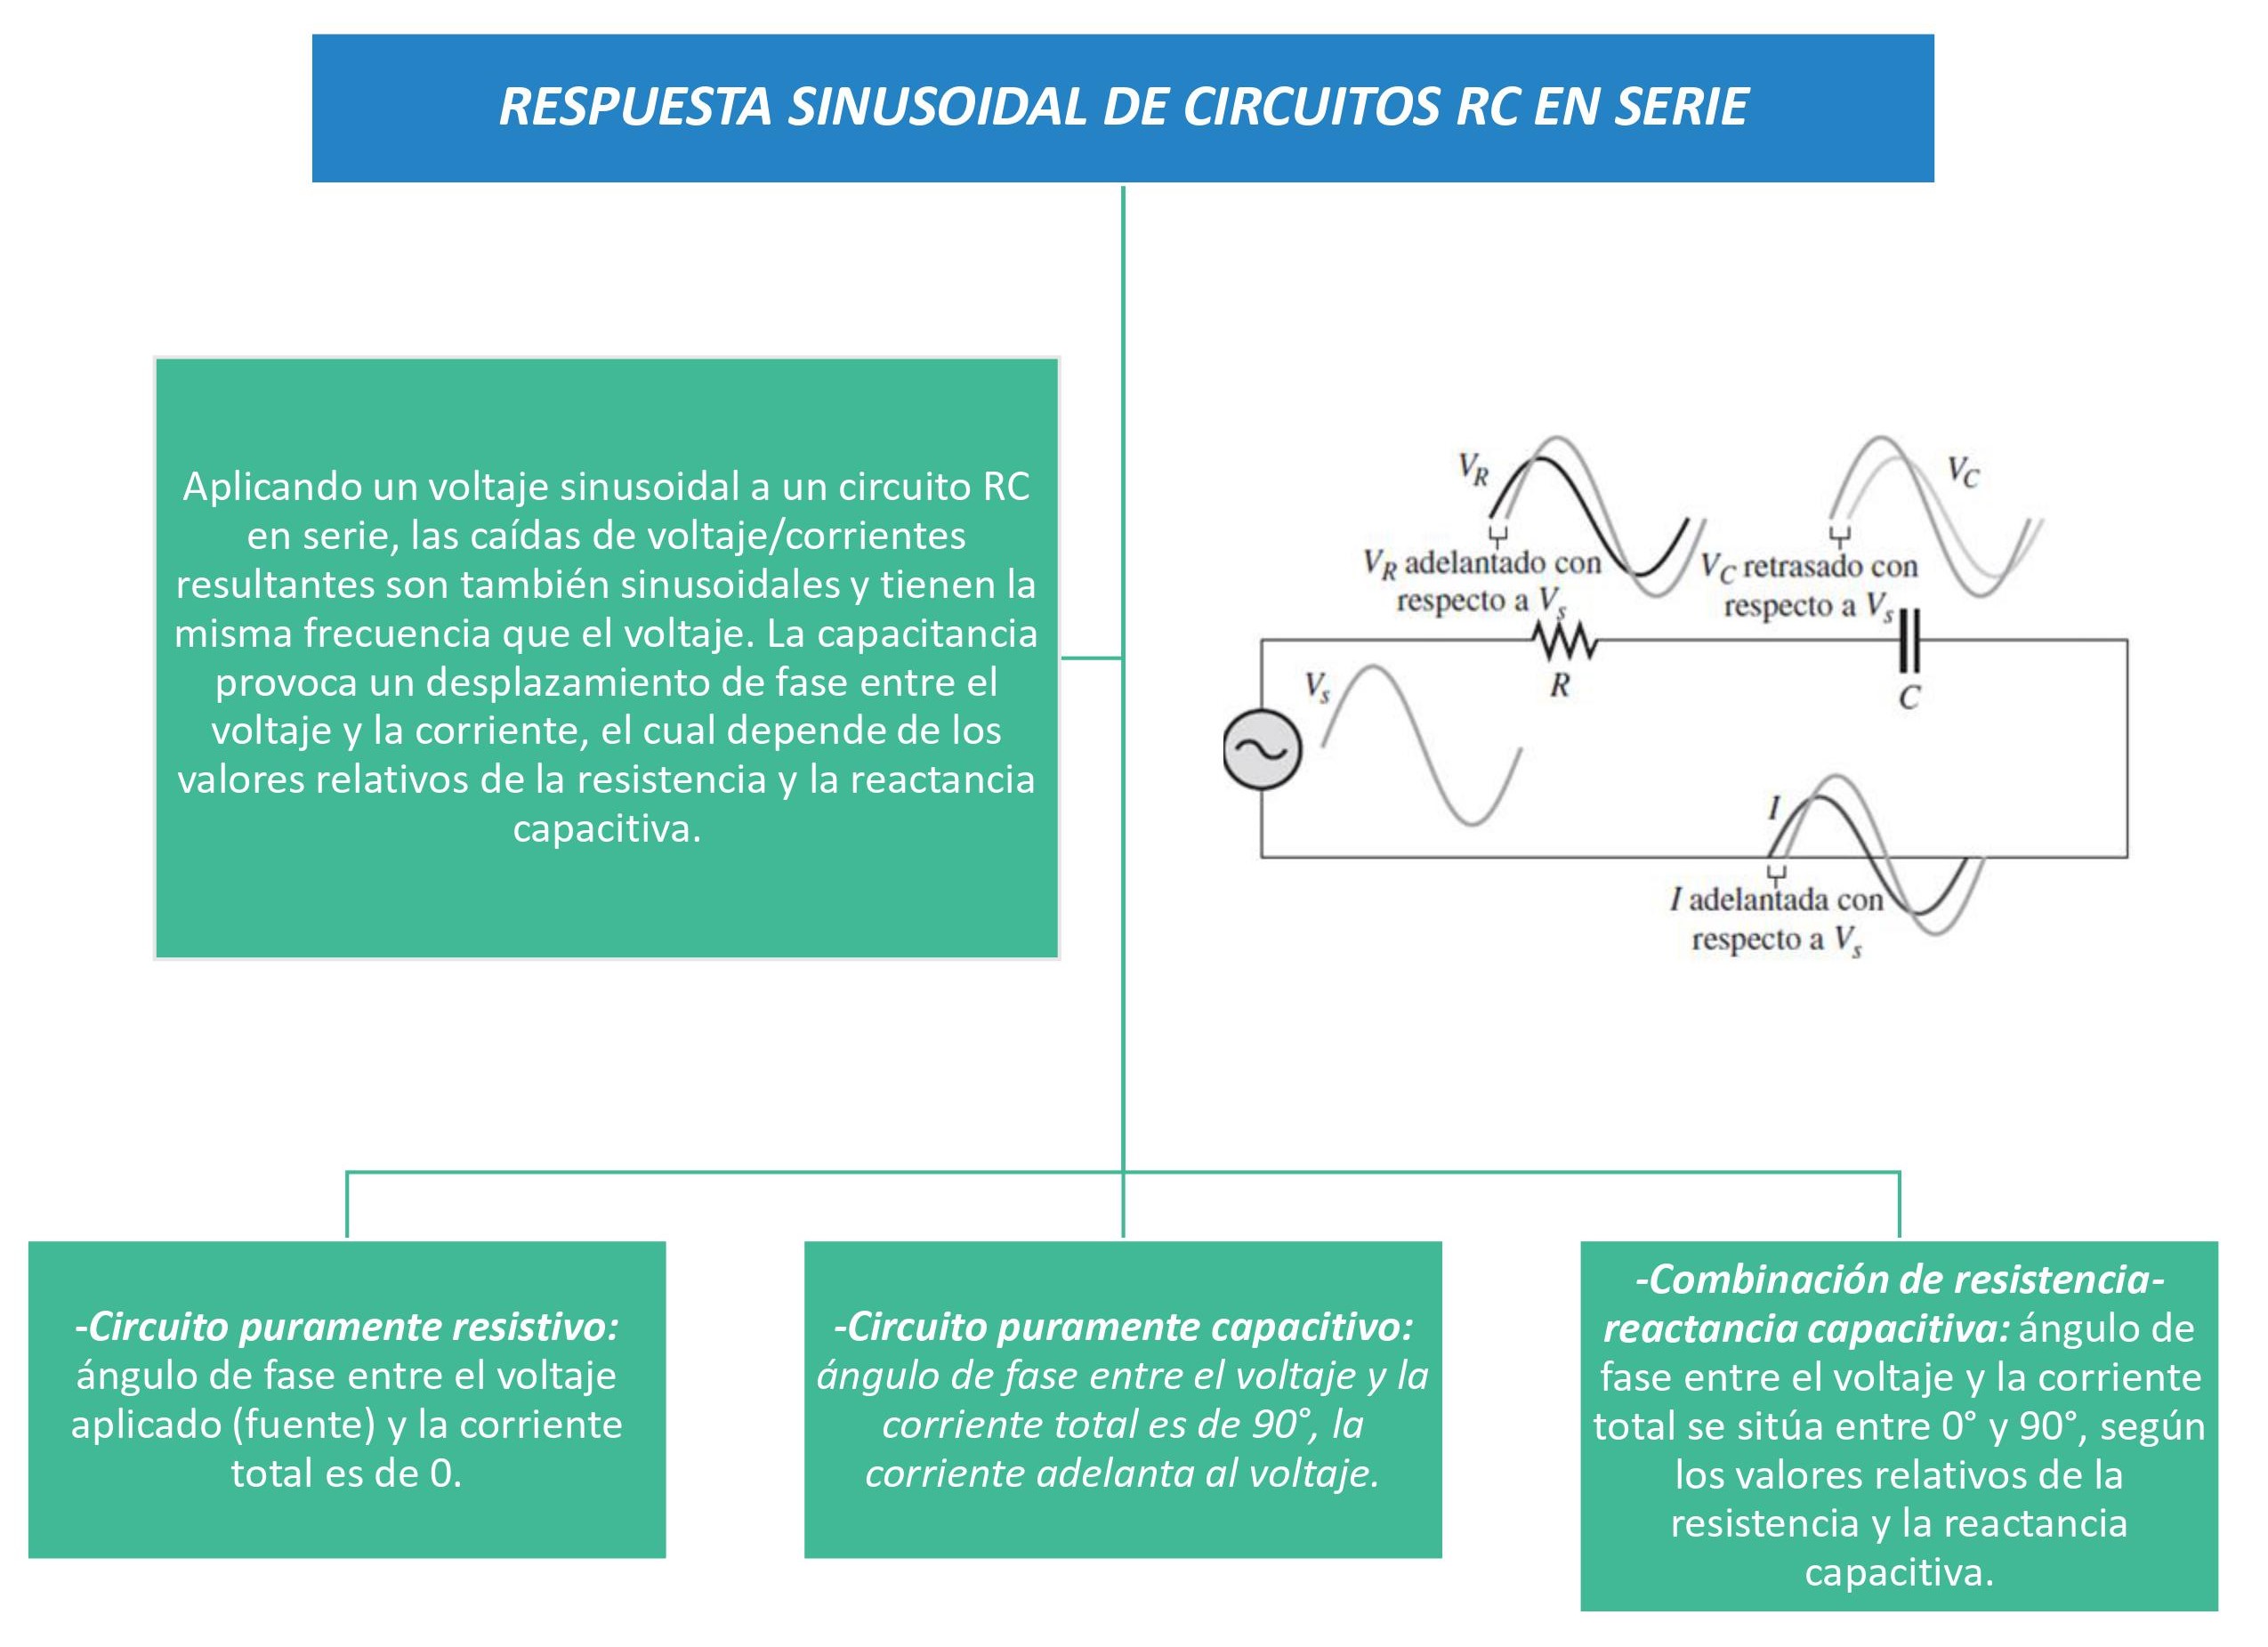 RESPUESTA SINUSOIDAL DE CIRCUITOS RC EN SERIE
Aplicando un voltaje sinusoidal a un circuito RC
en serie, las caídas de voltaje/corrientes
resultantes son también sinusoidales y tienen la
misma frecuencia que el voltaje. La capacitancia
provoca un desplazamiento de fase entre el
voltaje y la corriente, el cual depende de los
valores relativos de la resistencia y la reactancia
capacitiva.
V_R
V_R adelantado con
respecto a V_s
V_C
V_C retrasado con
respecto a V_s
R
C
V_s
I
I adelantada con
respecto a V_s
-Circuito puramente resistivo:
ángulo de fase entre el voltaje
aplicado (fuente) y la corriente
total es de 0.
-Circuito puramente capacitivo:
ángulo de fase entre el voltaje y la
corriente total es de 90°, la
corriente adelanta al voltaje.
-Combinación de resistencia-
reactancia capacitiva: ángulo de
fase entre el voltaje y la corriente
total se sitúa entre 0° y 90°, según
los valores relativos de la
resistencia y la reactancia
capacitiva.